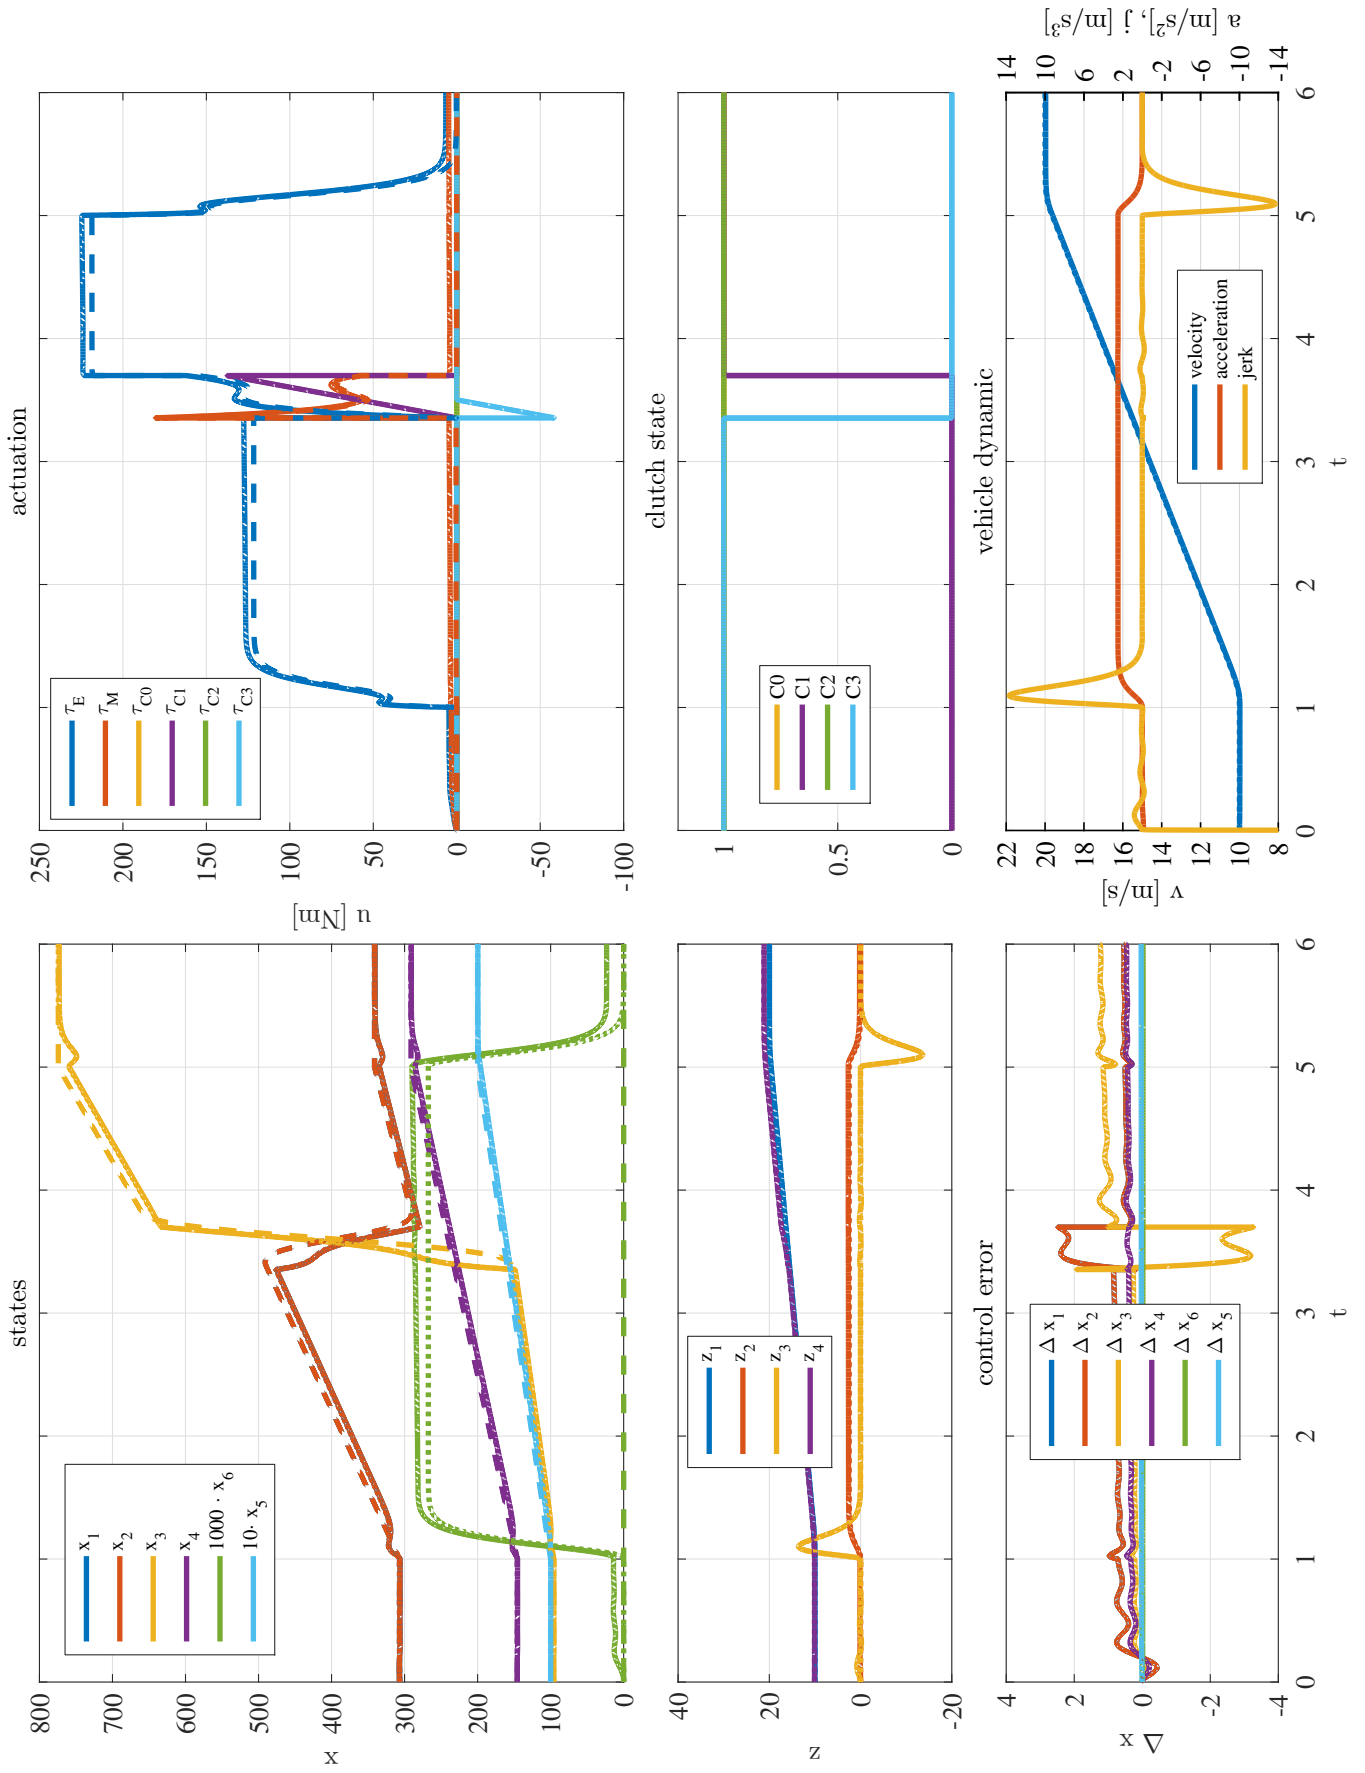 states
x
800
700
600
500
400
300
200
100
0
x1
x2
x3
x4
1000 · x6
10· x5
actuation
u [Nm]
250
200
150
100
50
0
-50
-100
τE
τM
τC0
τC1
τC2
τC3
z
40
20
0
-20
z1
z2
z3
z4
clutch state
1
0.5
0
C0
C1
C2
C3
control error
Δ x
4
2
0
-2
-4
Δ x1
Δ x2
Δ x3
Δ x4
Δ x6
Δ x5
0 1 2 3 4 5 6
t
vehicle dynamic
v [m/s]
22
20
18
16
14
12
10
8
velocity
acceleration
jerk
14
10
6
2
-2
-6
-10
-14
a [m/s²], j [m/s³]
0 1 2 3 4 5 6
t